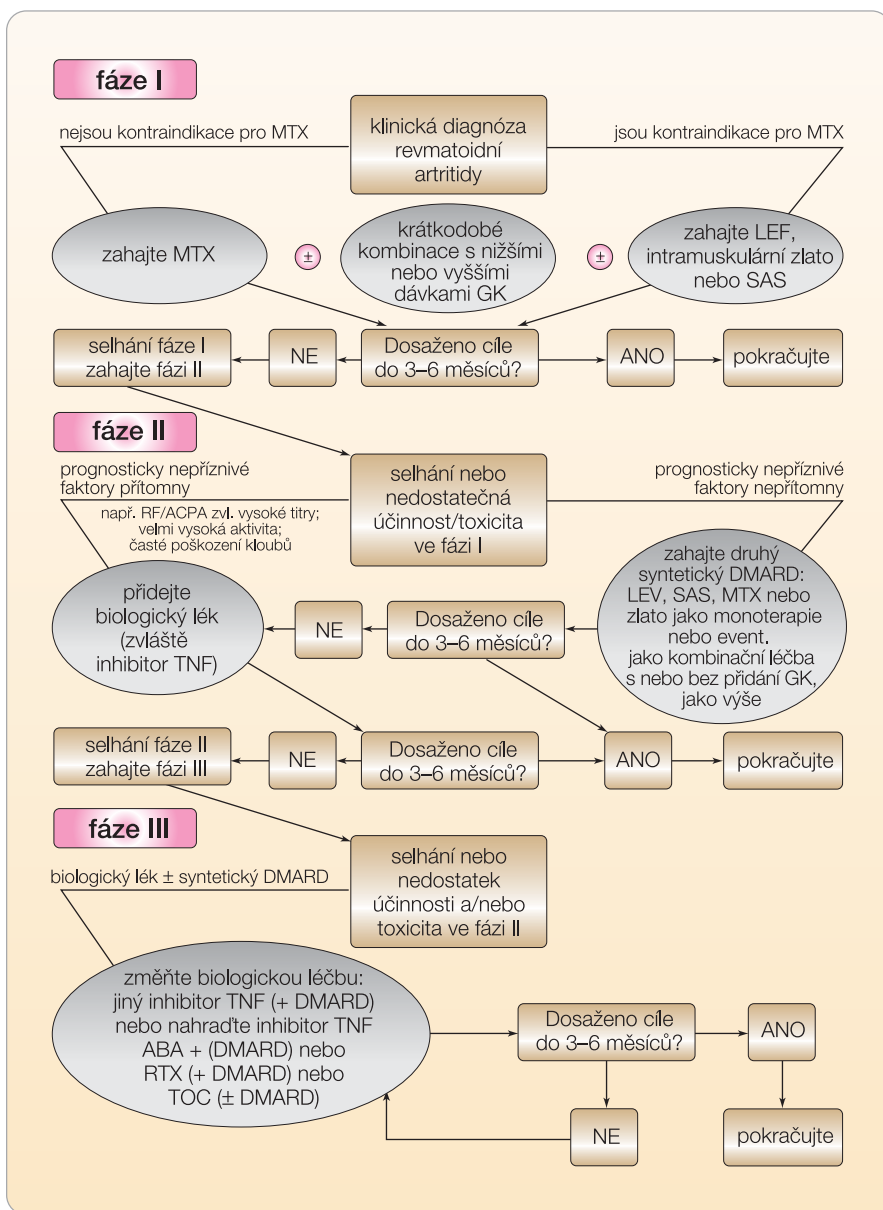 fáze I
nejsou kontraindikace pro MTX
klinická diagnóza
revmatoidní
artritidy
jsou kontraindikace pro MTX
zahajte MTX
±
krátkodobé
kombinace s nižšími
nebo vyššími
dávkami GK
±
zahajte LEF,
intramuskulární zlato
nebo SAS
selhání fáze I
zahajte fázi II
NE
Dosaženo cíle
do 3–6 měsíců?
ANO
pokračujte
fáze II
prognosticky nepříznivé
faktory přítomny
např. RF/ACPA zvl. vysoké titry;
velmi vysoká aktivita;
časté poškození kloubů
selhání nebo
nedostatečná
účinnost/toxicita
ve fázi I
prognosticky nepříznivé
faktory nepřítomny
přidejte
biologický lék
(zvláště
inhibitor TNF)
NE
Dosaženo cíle
do 3–6 měsíců?
zahajte druhý
syntetický DMARD:
LEV, SAS, MTX nebo
zlato jako monoterapie
nebo event.
jako kombinační léčba
s nebo bez přidání GK,
jako výše
selhání fáze II
zahajte fázi III
NE
Dosaženo cíle
do 3–6 měsíců?
ANO
pokračujte
fáze III
biologický lék ± syntetický DMARD
selhání nebo
nedostatek
účinnosti a/nebo
toxicita ve fázi II
změňte biologickou léčbu:
jiný inhibitor TNF (+ DMARD)
nebo nahraďte inhibitor TNF
ABA + (DMARD) nebo
RTX (+ DMARD) nebo
TOC (± DMARD)
Dosaženo cíle
do 3–6 měsíců?
ANO
NE
pokračujte